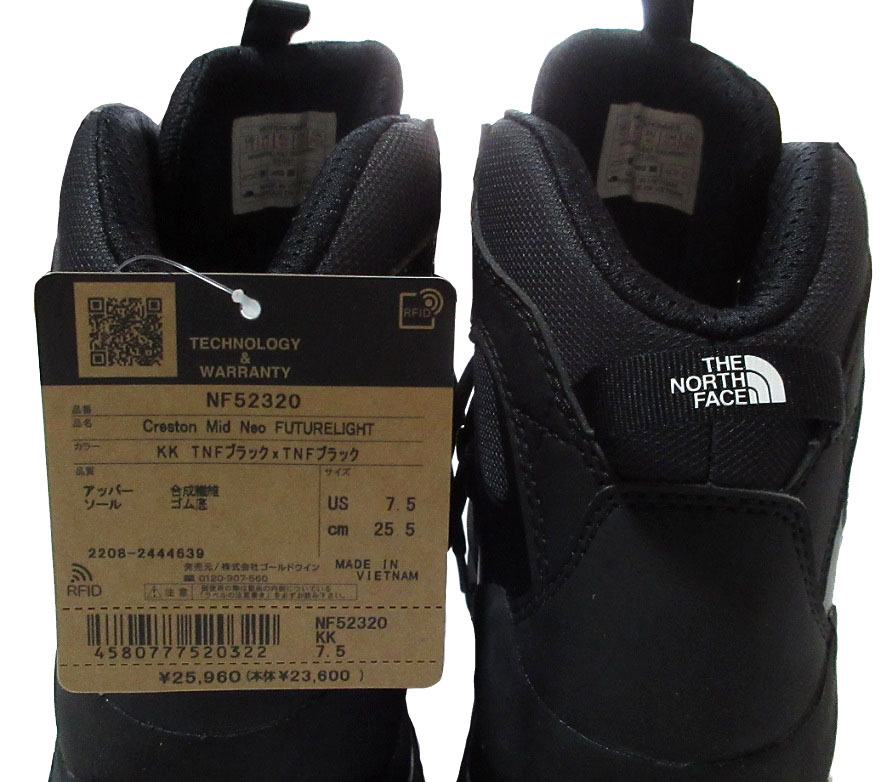 RFID
TECHNOLOGY
&
WARRANTY
品番 NF52320
品名 Creston Mid Neo FUTURELIGHT
カラー KK TNFブラックxTNFブラック
品質
アッパー 合成繊維
ソール ゴム底
サイズ
US 7.5
cm 25.5
2208-2444639
発売元/株式会社ゴールドウイン
☎0120-907-560
MADE IN
VIETNAM
RFID
注意
NF52320
KK
7.5
4580777520322
¥25,960(本体¥23,600)
THE
NORTH
FACE